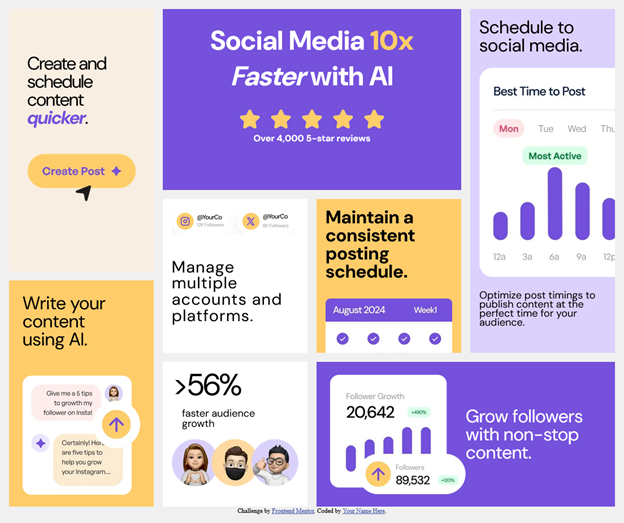 Create and
schedule
content
quicker.
Create Post
Social Media 10x
Faster with AI
Over 4,000 5-star reviews
Schedule to
social media.
Best Time to Post
Mon Tue Wed Thu
Most Active
12a 3a 6a 9a 12p
Optimize post timings to
publish content at the
perfect time for your
audience.
@YourCo
12K Followers
@YourCo
8K Followers
Manage
multiple
accounts and
platforms.
Maintain a
consistent
posting
schedule.
August 2024 Week1
Write your
content
using AI.
Give me a 5 tips
to growth my
follower on Insta!
Certainly! Her
are five tips to
help you grow
your Instagram....
>56%
faster audience
growth
Follower Growth
20,642
Followers
89,532
Grow followers
with non-stop
content.
Challenge by Frontend Mentor. Coded by Your Name Here.